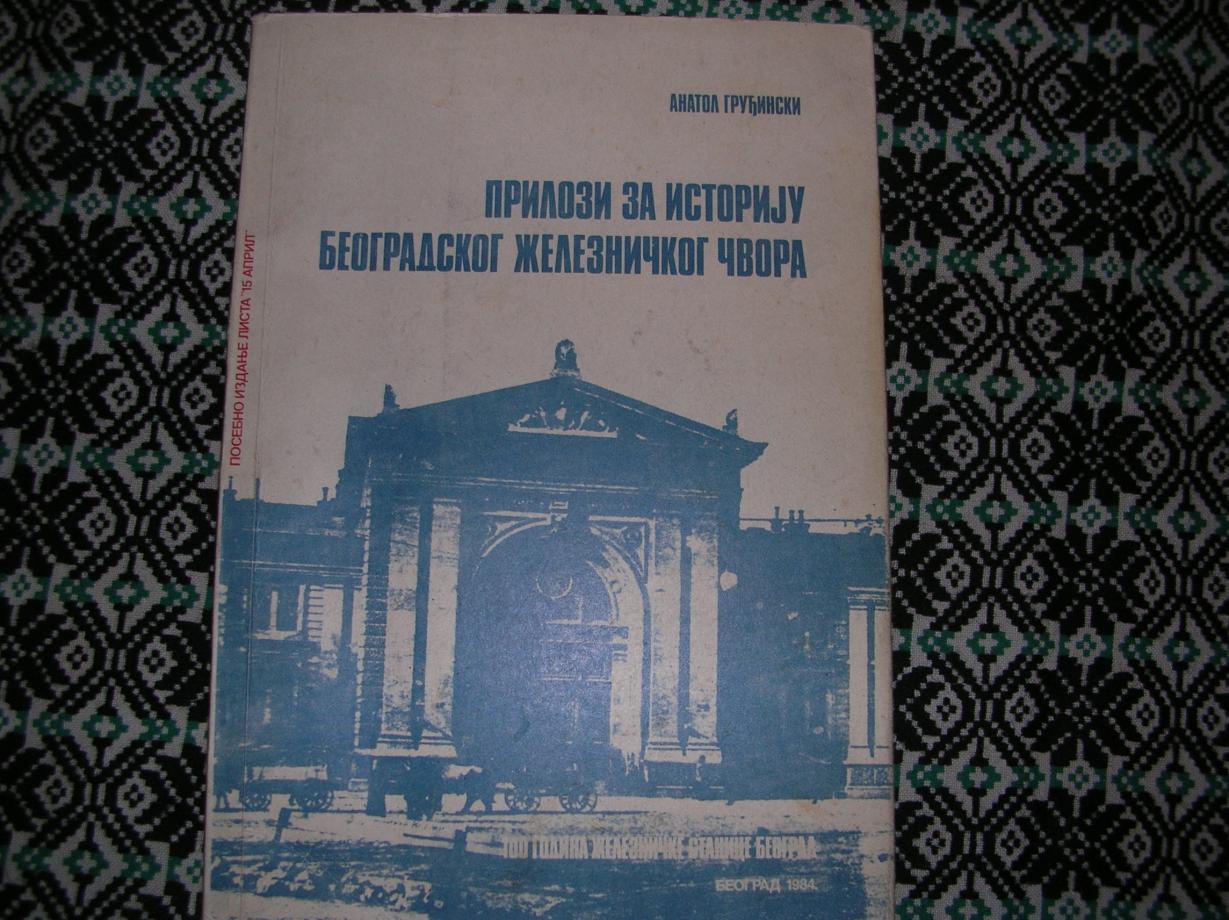 АНАТОЛ ГРУЂИНСКИ
ПРИЛОЗИ ЗА ИСТОРИЈУ
БЕОГРАДСКОГ ЖЕЛЕЗНИЧКОГ ЧВОРА
ПОСЕБНО ИЗДАЊЕ ЛИСТА "15 АПРИЛ"
100 ГОДИНА ЖЕЛЕЗНИЧКЕ СТАНИЦЕ БЕОГРАД
БЕОГРАД 1984.